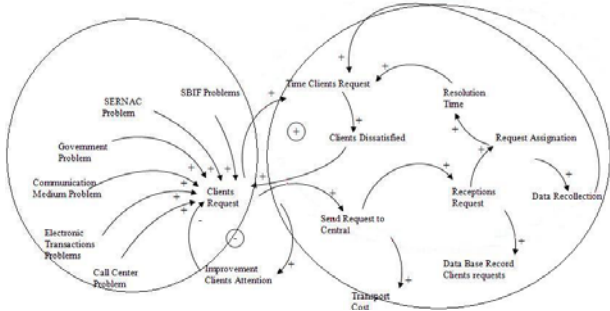 SBIF Problems
SERNAC
Problem
Government
Problem
Communication
Medium Problem
Electronic
Transactions
Problems
Call Center
Problem
Clients
Request
Improvement
Clients Attention
Time Clients Request
Clients Dissatisfied
Send Request to
Central
Transport
Cost
Resolution
Time
Request Assignation
Receptions
Request
Data Recollection
Data Base Record
Clients requests